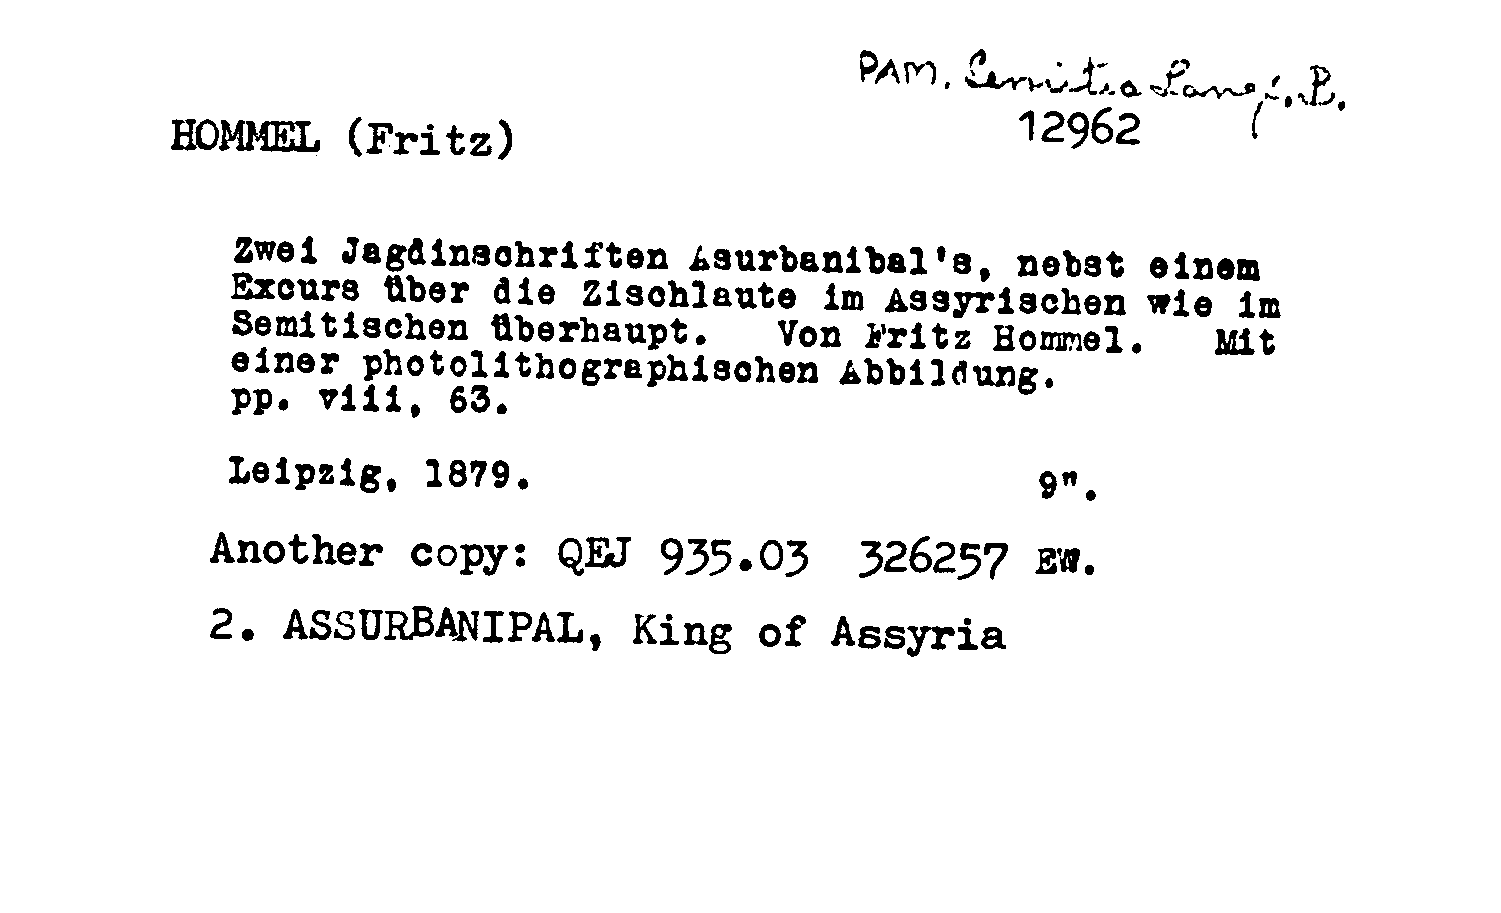 PAM. Semitic Lang. B.
12962
HOMMEL (Fritz)
Zwei Jagdinschriften Asurbanibal's, nebst einem
Excurs über die Zischlaute im Assyrischen wie im
Semitischen überhaupt. Von Fritz Hommel. Mit
einer photolithographischen Abbildung.
pp. viii, 63.
Leipzig, 1879. 9".
Another copy: QEJ 935.03 326257 EW.
2. ASSURBANIPAL, King of Assyria